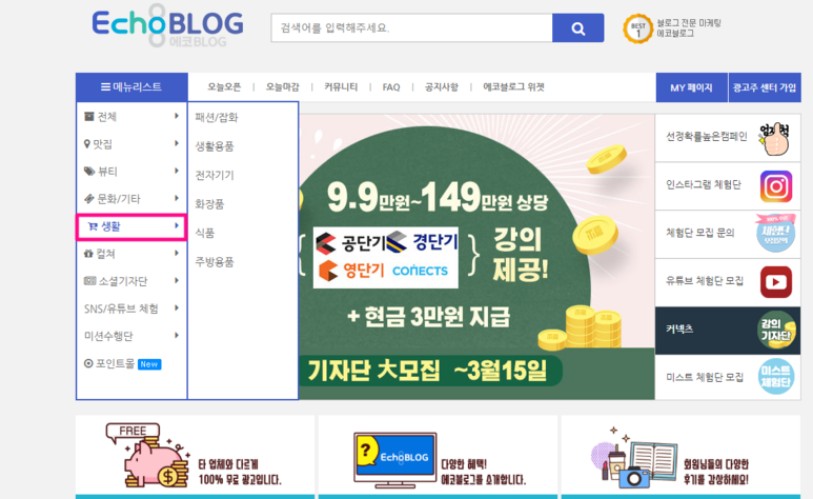 EchoBLOG
에코BLOG
검색어를 입력해주세요.
BEST
1
블로그 전문 마케팅
에코블로그
메뉴리스트
오늘오픈 | 오늘마감 | 커뮤니티 | FAQ | 공지사항 | 에코블로그 위젯
MY 페이지
광고주 센터 가입
전체
맛집
뷰티
문화/기타
생활
컬쳐
소셜기자단
SNS/유튜브 체험
미션수행단
포인트몰 New
패션/잡화
생활용품
전자기기
화장품
식품
주방용품
9.9만원~149만원 상당
{ 공단기 경단기
영단기 CONECTS }
강의
제공!
+ 현금 3만원 지급
기자단 大모집 ~3월15일
선정확률높은캠페인
인스타그램 체험단
체험단 모집 문의
유튜브 체험단 모집
커넥츠
강의
기자단
미스트 체험단 모집
미스트
체험단
FREE
타 업체와 다르게
100% 무료 광고입니다.
?
EchoBLOG
다양한 혜택!
에코블로그를 소개합니다.
회원님들의 다양한
후기를 감상하세요!